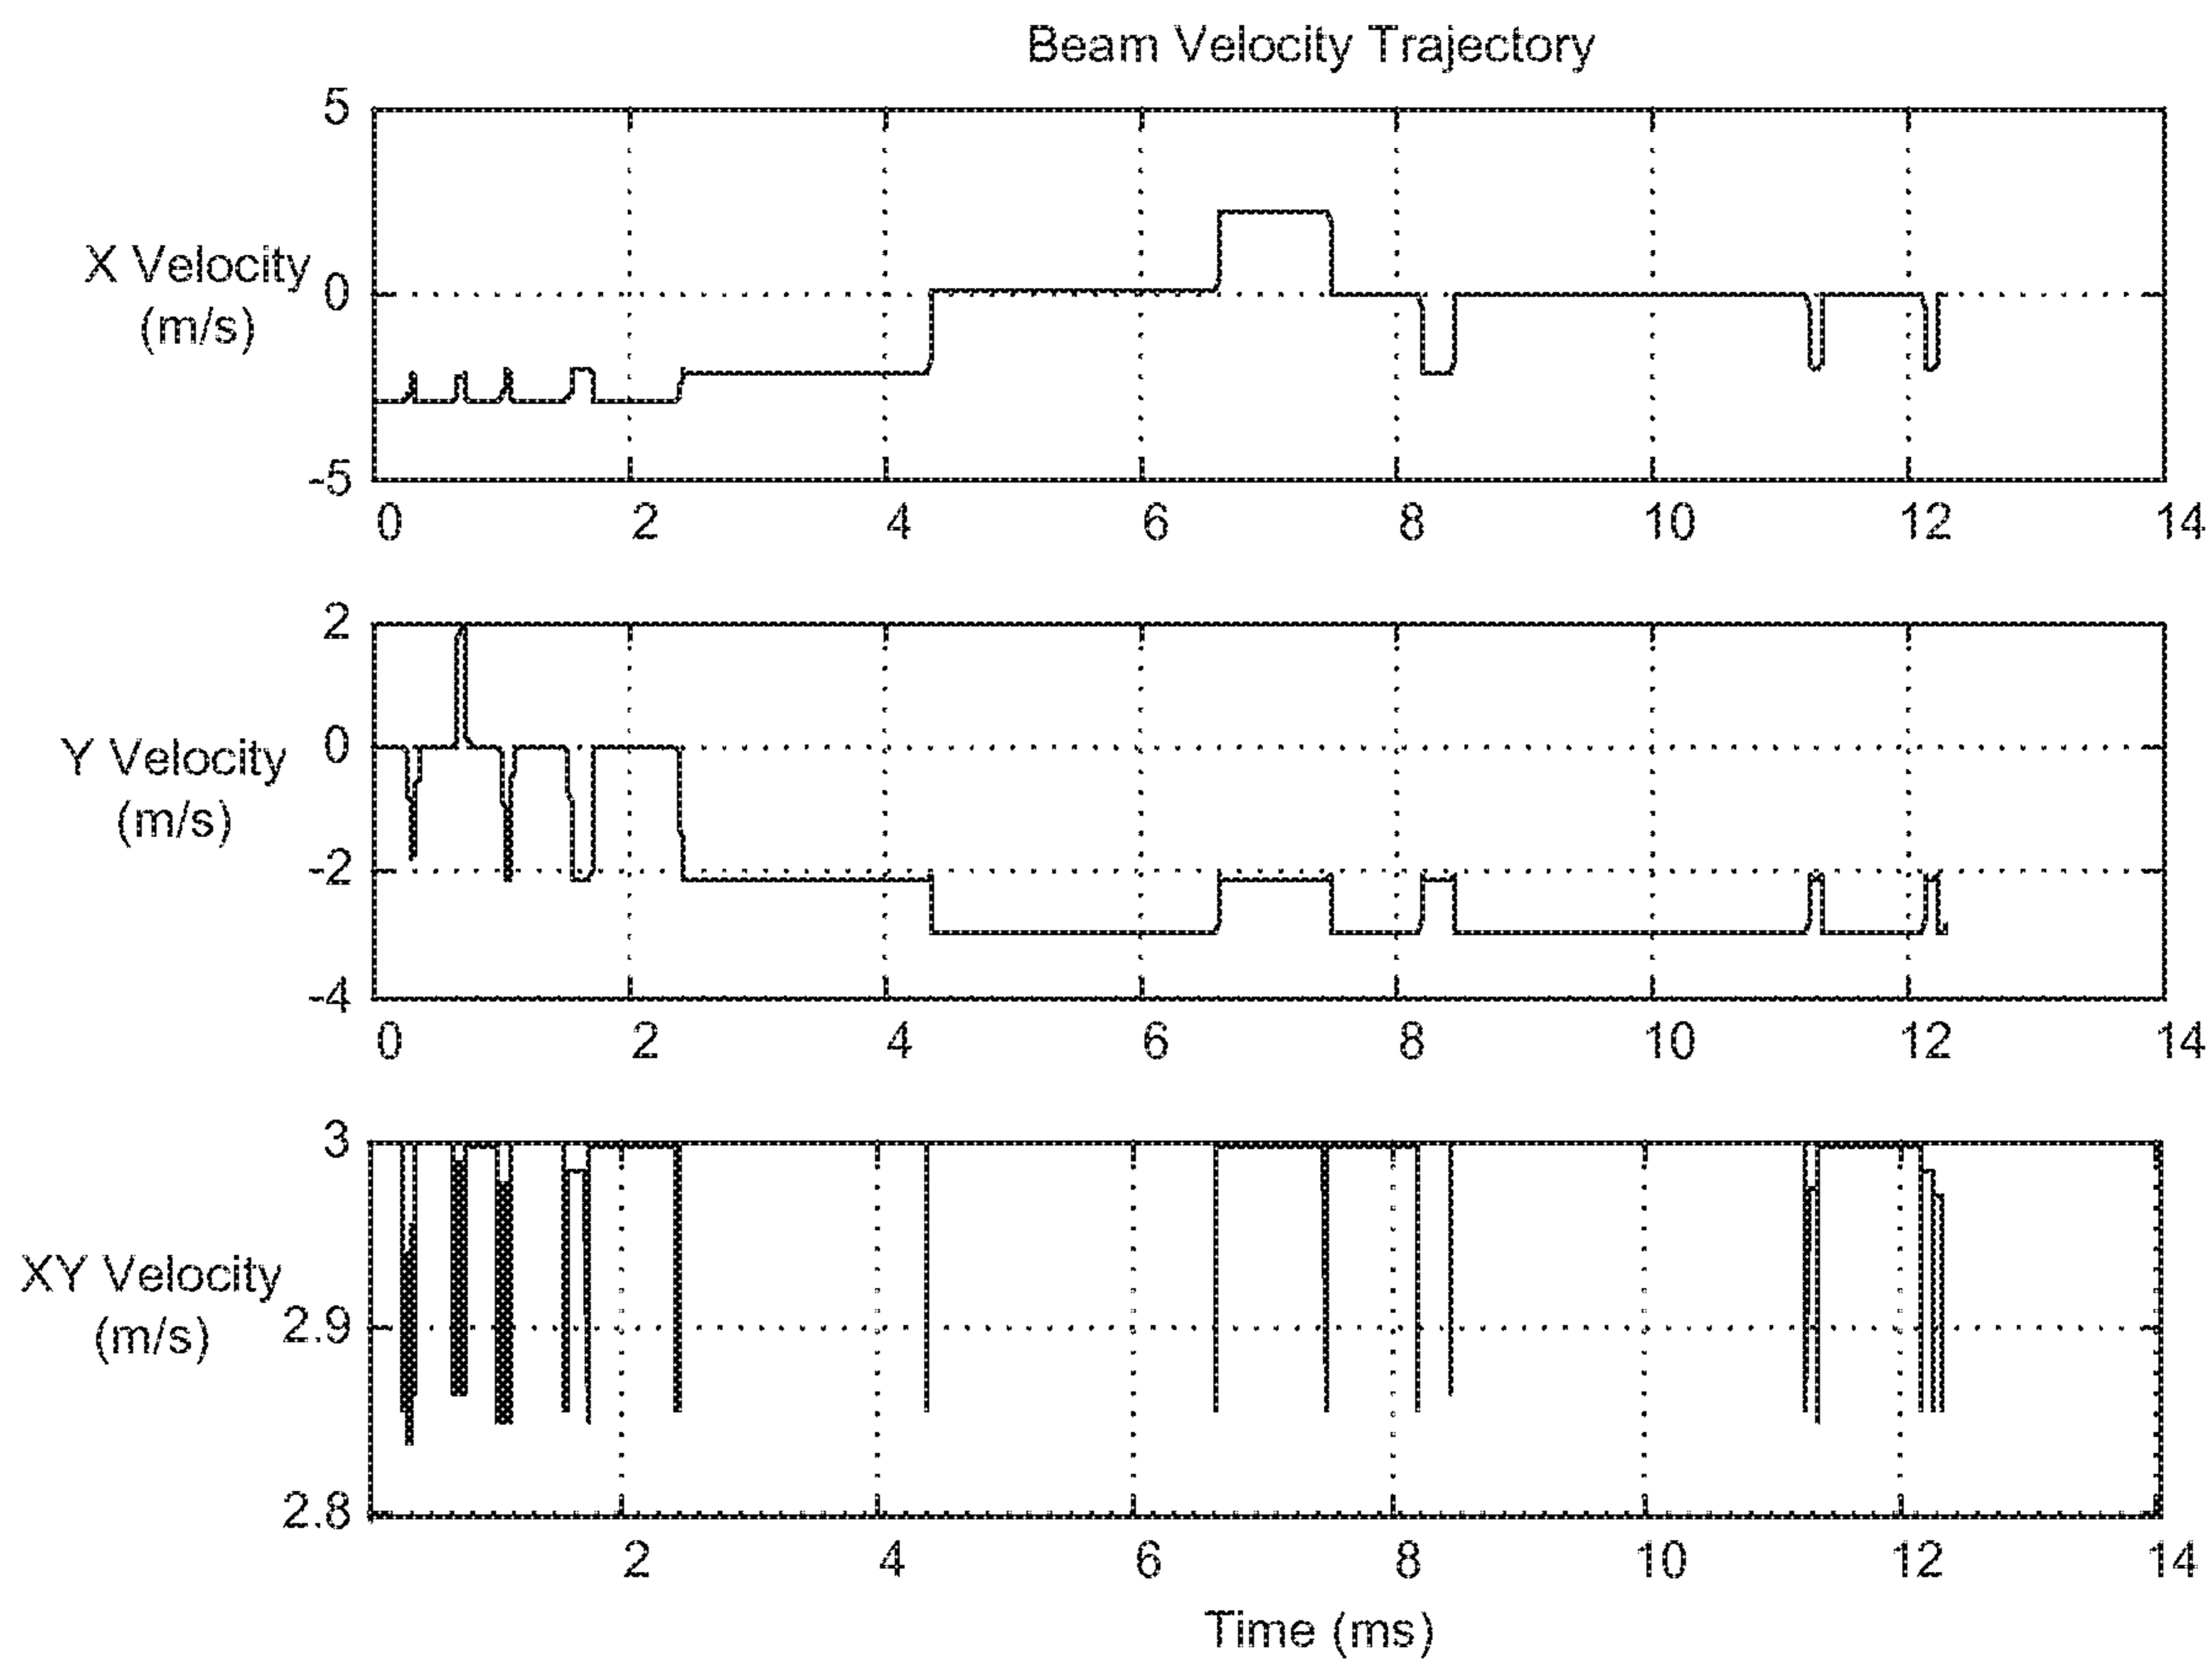 Beam Velocity Trajectory
5
X Velocity
(m/s)
0
-5
0 2 4 6 8 10 12 14
2
0
Y Velocity
(m/s)
-2
-4
0 2 4 6 8 10 12 14
3
XY Velocity
(m/s)
2.9
2.8
2 4 6 8 10 12 14
Time (ms)